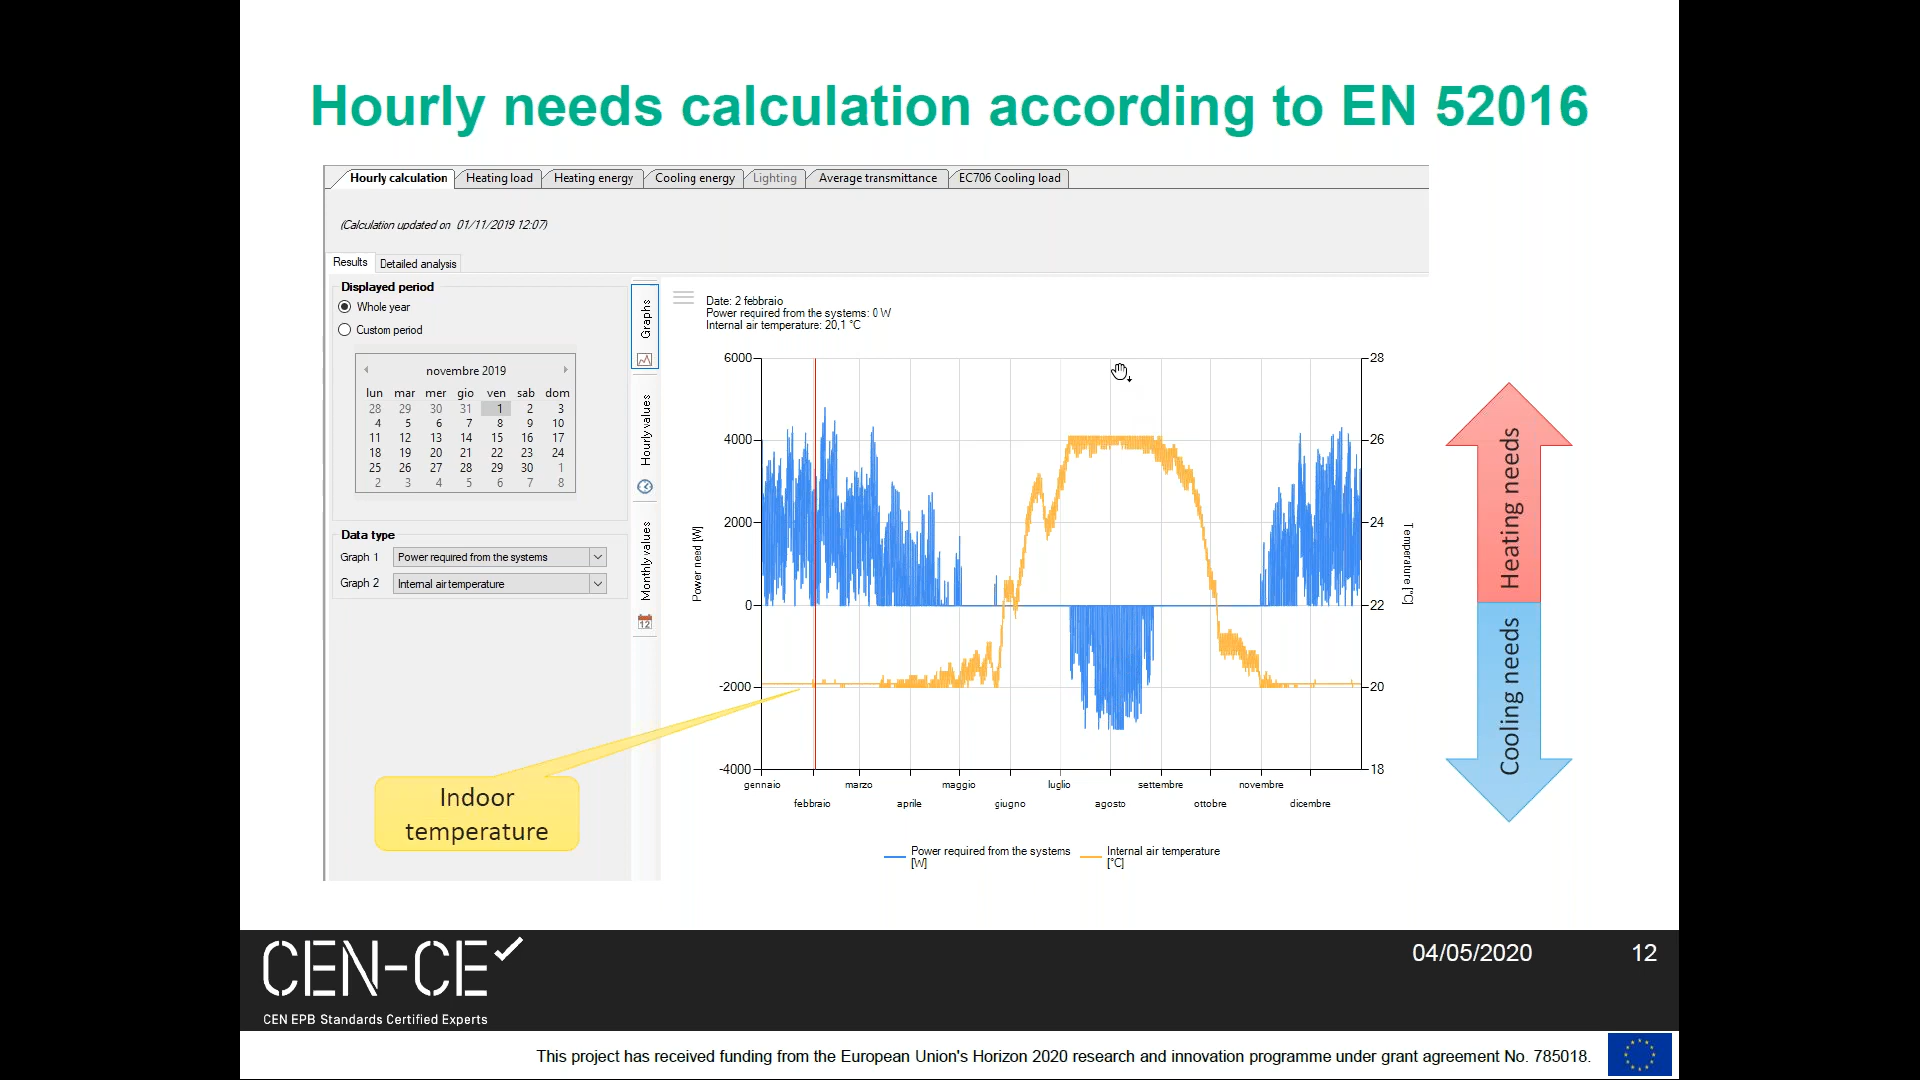 Hourly needs calculation according to EN 52016
Hourly calculation Heating load Heating energy Cooling energy Lighting Average transmittance EC706 Cooling load
(Calculation updated on 01/11/2019 12:07)
Results Detailed analysis
Displayed period
Whole year
Custom period
novembre 2019
lun mar mer gio ven sab dom
28 29 30 31 1 2 3
4 5 6 7 8 9 10
11 12 13 14 15 16 17
18 19 20 21 22 23 24
25 26 27 28 29 30 1
2 3 4 5 6 7 8
Data type
Graph 1 Power required from the systems
Graph 2 Internal air temperature
Graphs
Hourly values
Monthly values
12
Date: 2 febbraio
Power required from the systems: 0 W
Internal air temperature: 20,1 °C
6000
4000
2000
0
-2000
-4000
Power need [W]
28
26
24
22
20
18
Temperature [°C]
gennaio marzo maggio luglio settembre novembre
febbraio aprile giugno agosto ottobre dicembre
Power required from the systems
[W]
Internal air temperature
[°C]
Indoor
temperature
Heating needs
Cooling needs
CEN-CE
CEN EPB Standards Certified Experts
04/05/2020 12
This project has received funding from the European Union's Horizon 2020 research and innovation programme under grant agreement No. 785018.